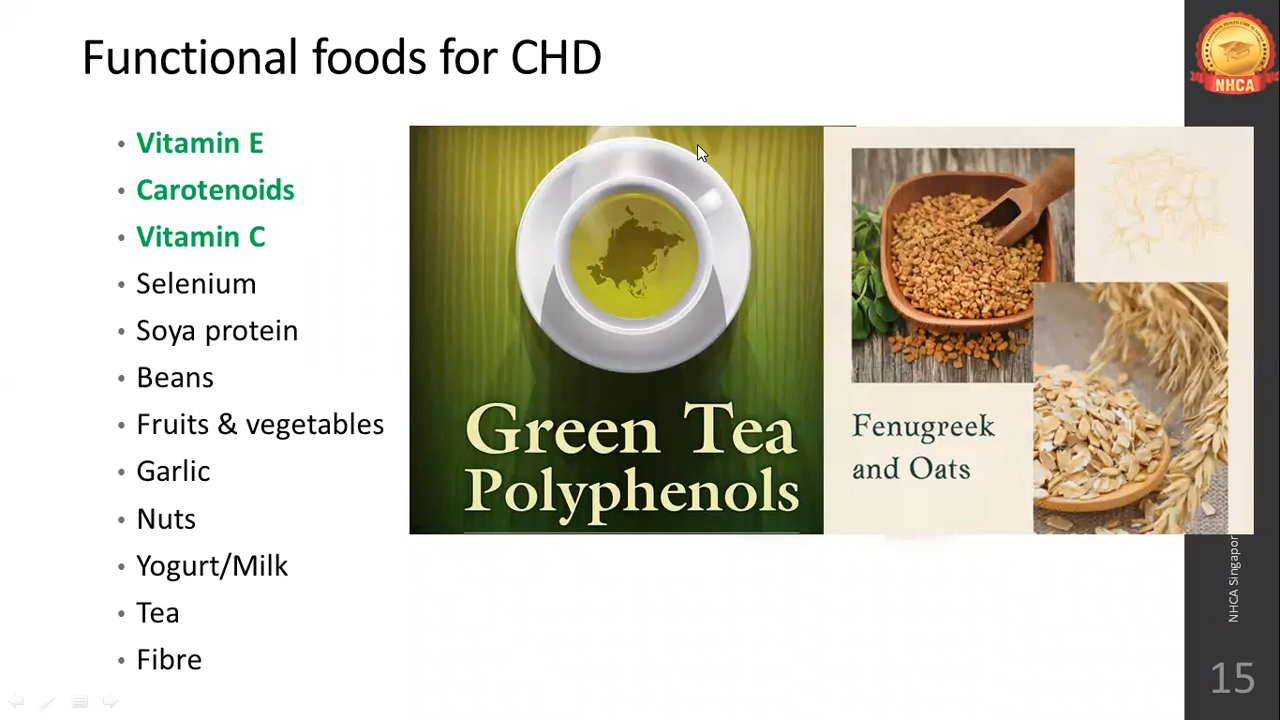 Functional foods for CHD
NHCA
• Vitamin E
• Carotenoids
• Vitamin C
• Selenium
• Soya protein
• Beans
• Fruits & vegetables
• Garlic
• Nuts
• Yogurt/Milk
• Tea
• Fibre
Green Tea
Polyphenols
Fenugreek
and Oats
NHCA Singapor
15